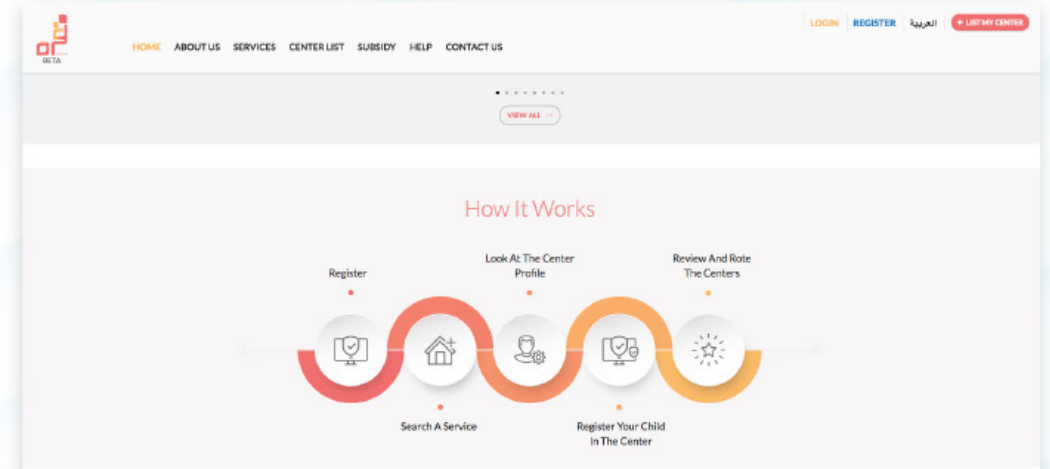 LOGIN REGISTER العربية + LIST MY CENTER
HOME ABOUT US SERVICES CENTER LIST SUBSIDY HELP CONTACT US
BETA
VIEW ALL →
How It Works
Register
Look At The Center
Profile
Review And Rote
The Centers
Search A Service
Register Your Child
In The Center